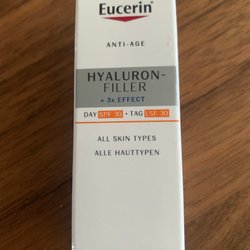 Eucerin®
ANTI-AGE
HYALURON-
FILLER
+ 3x EFFECT
DAY SPF 30 • TAG LSF 30
ALL SKIN TYPES
ALLE HAUTTYPEN